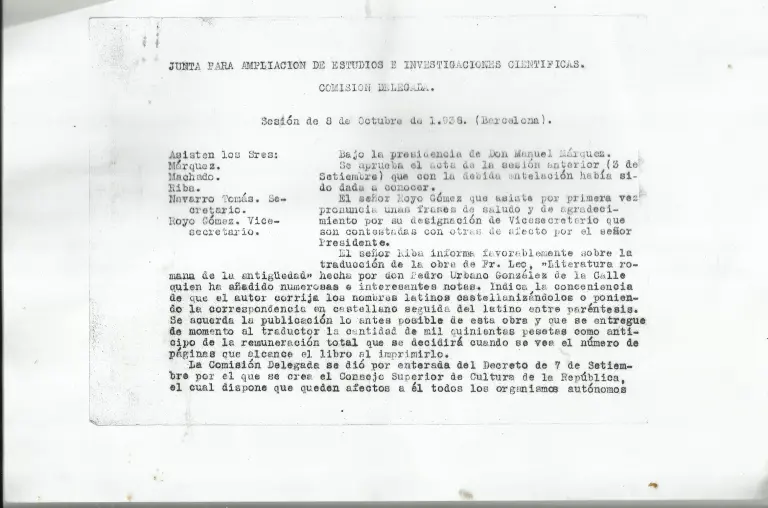 JUNTA PARA AMPLIACION DE ESTUDIOS E INVESTIGACIONES CIENTIFICAS.
COMISION DELEGADA.
Sesión de 8 de Octubre de 1.938. (Barcelona).
Asisten los Sres:
Márquez.
Machado.
Riba.
Navarro Tomás. Se-
cretario.
Royo Gómez. Vice-
secretario.
Bajo la presidencia de Don Manuel Márquez.
Se aprueba el acta de la sesión anterior (3 de
Setiembre) que con la debida antelación había si-
do dada a conocer.
El señor Royo Gómez que asiste por primera vez
pronuncia unas frases de saludo y de agradeci-
miento por su designación de Vicesecretario que
son contestadas con otras de afecto por el señor
Presidente.
El señor Riba informa favorablemente sobre la
traducción de la obra de Fr. Leo, "Literatura ro-
mana de la antigüedad" hecha por don Pedro Urbano González de la Calle
quien ha añadido numerosas e interesantes notas. Indica la conceniencia
de que el autor corrija los nombres latinos castellanizándolos o ponien-
do la correspondencia en castellano seguida del latino entre paréntesis.
Se acuerda la publicación lo antes posible de esta obra y que se entregue
de momento al traductor la cantidad de mil quinientas pesetas como anti-
cipo de la remuneración total que se decidirá cuando se vea el número de
páginas que alcance el libro al imprimirlo.
La Comisión Delegada se dió por enterada del Decreto de 7 de Setiem-
bre por el que se crea el Consejo Superior de Cultura de la República,
el cual dispone que queden afectos a él todos los organismos autónomos